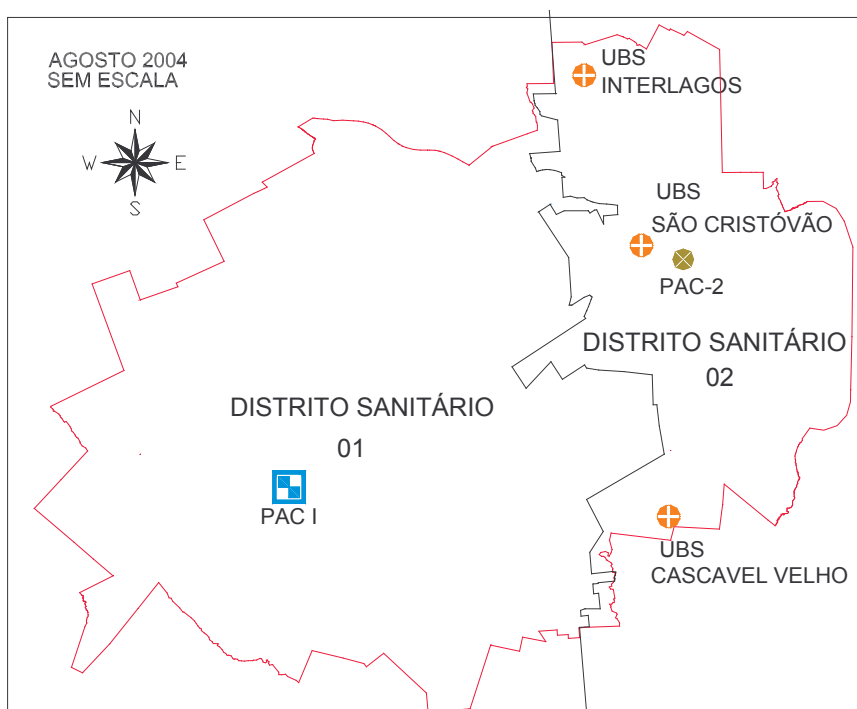 AGOSTO 2004
SEM ESCALA
N
W
E
S
UBS
INTERLAGOS
UBS
SÃO CRISTÓVÃO
PAC-2
DISTRITO SANITÁRIO
02
DISTRITO SANITÁRIO
01
PAC I
UBS
CASCAVEL VELHO